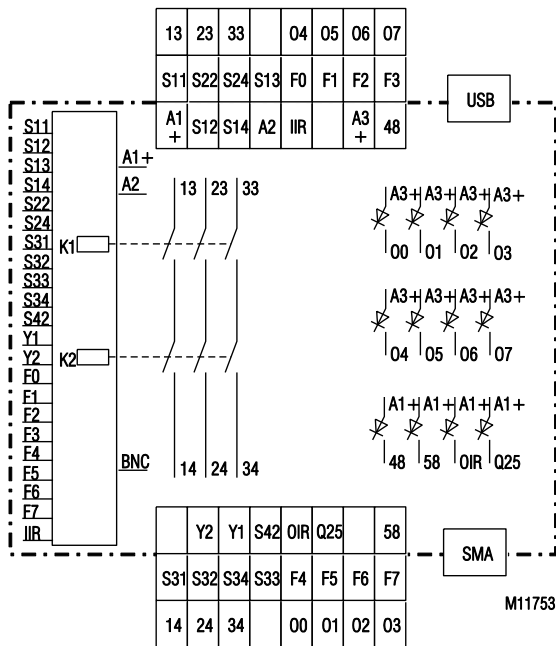 13 23 33 04 05 06 07
S11 S22 S24 S13 F0 F1 F2 F3
A1+ S12 S14 A2 IIR A3+ 48
USB
S11
S12
S13
S14
S22
S24
S31
S32
S33
S34
S42
Y1
Y2
F0
F1
F2
F3
F4
F5
F6
F7
IIR
A1+
A2
K1
K2
BNC
13 23 33
14 24 34
A3+ A3+ A3+ A3+
00 01 02 03
A3+ A3+ A3+ A3+
04 05 06 07
A1+ A1+ A1+ A1+
48 58 OIR Q25
Y2 Y1 S42 OIR Q25 58
S31 S32 S34 S33 F4 F5 F6 F7
14 24 34 00 01 02 03
SMA
M11753